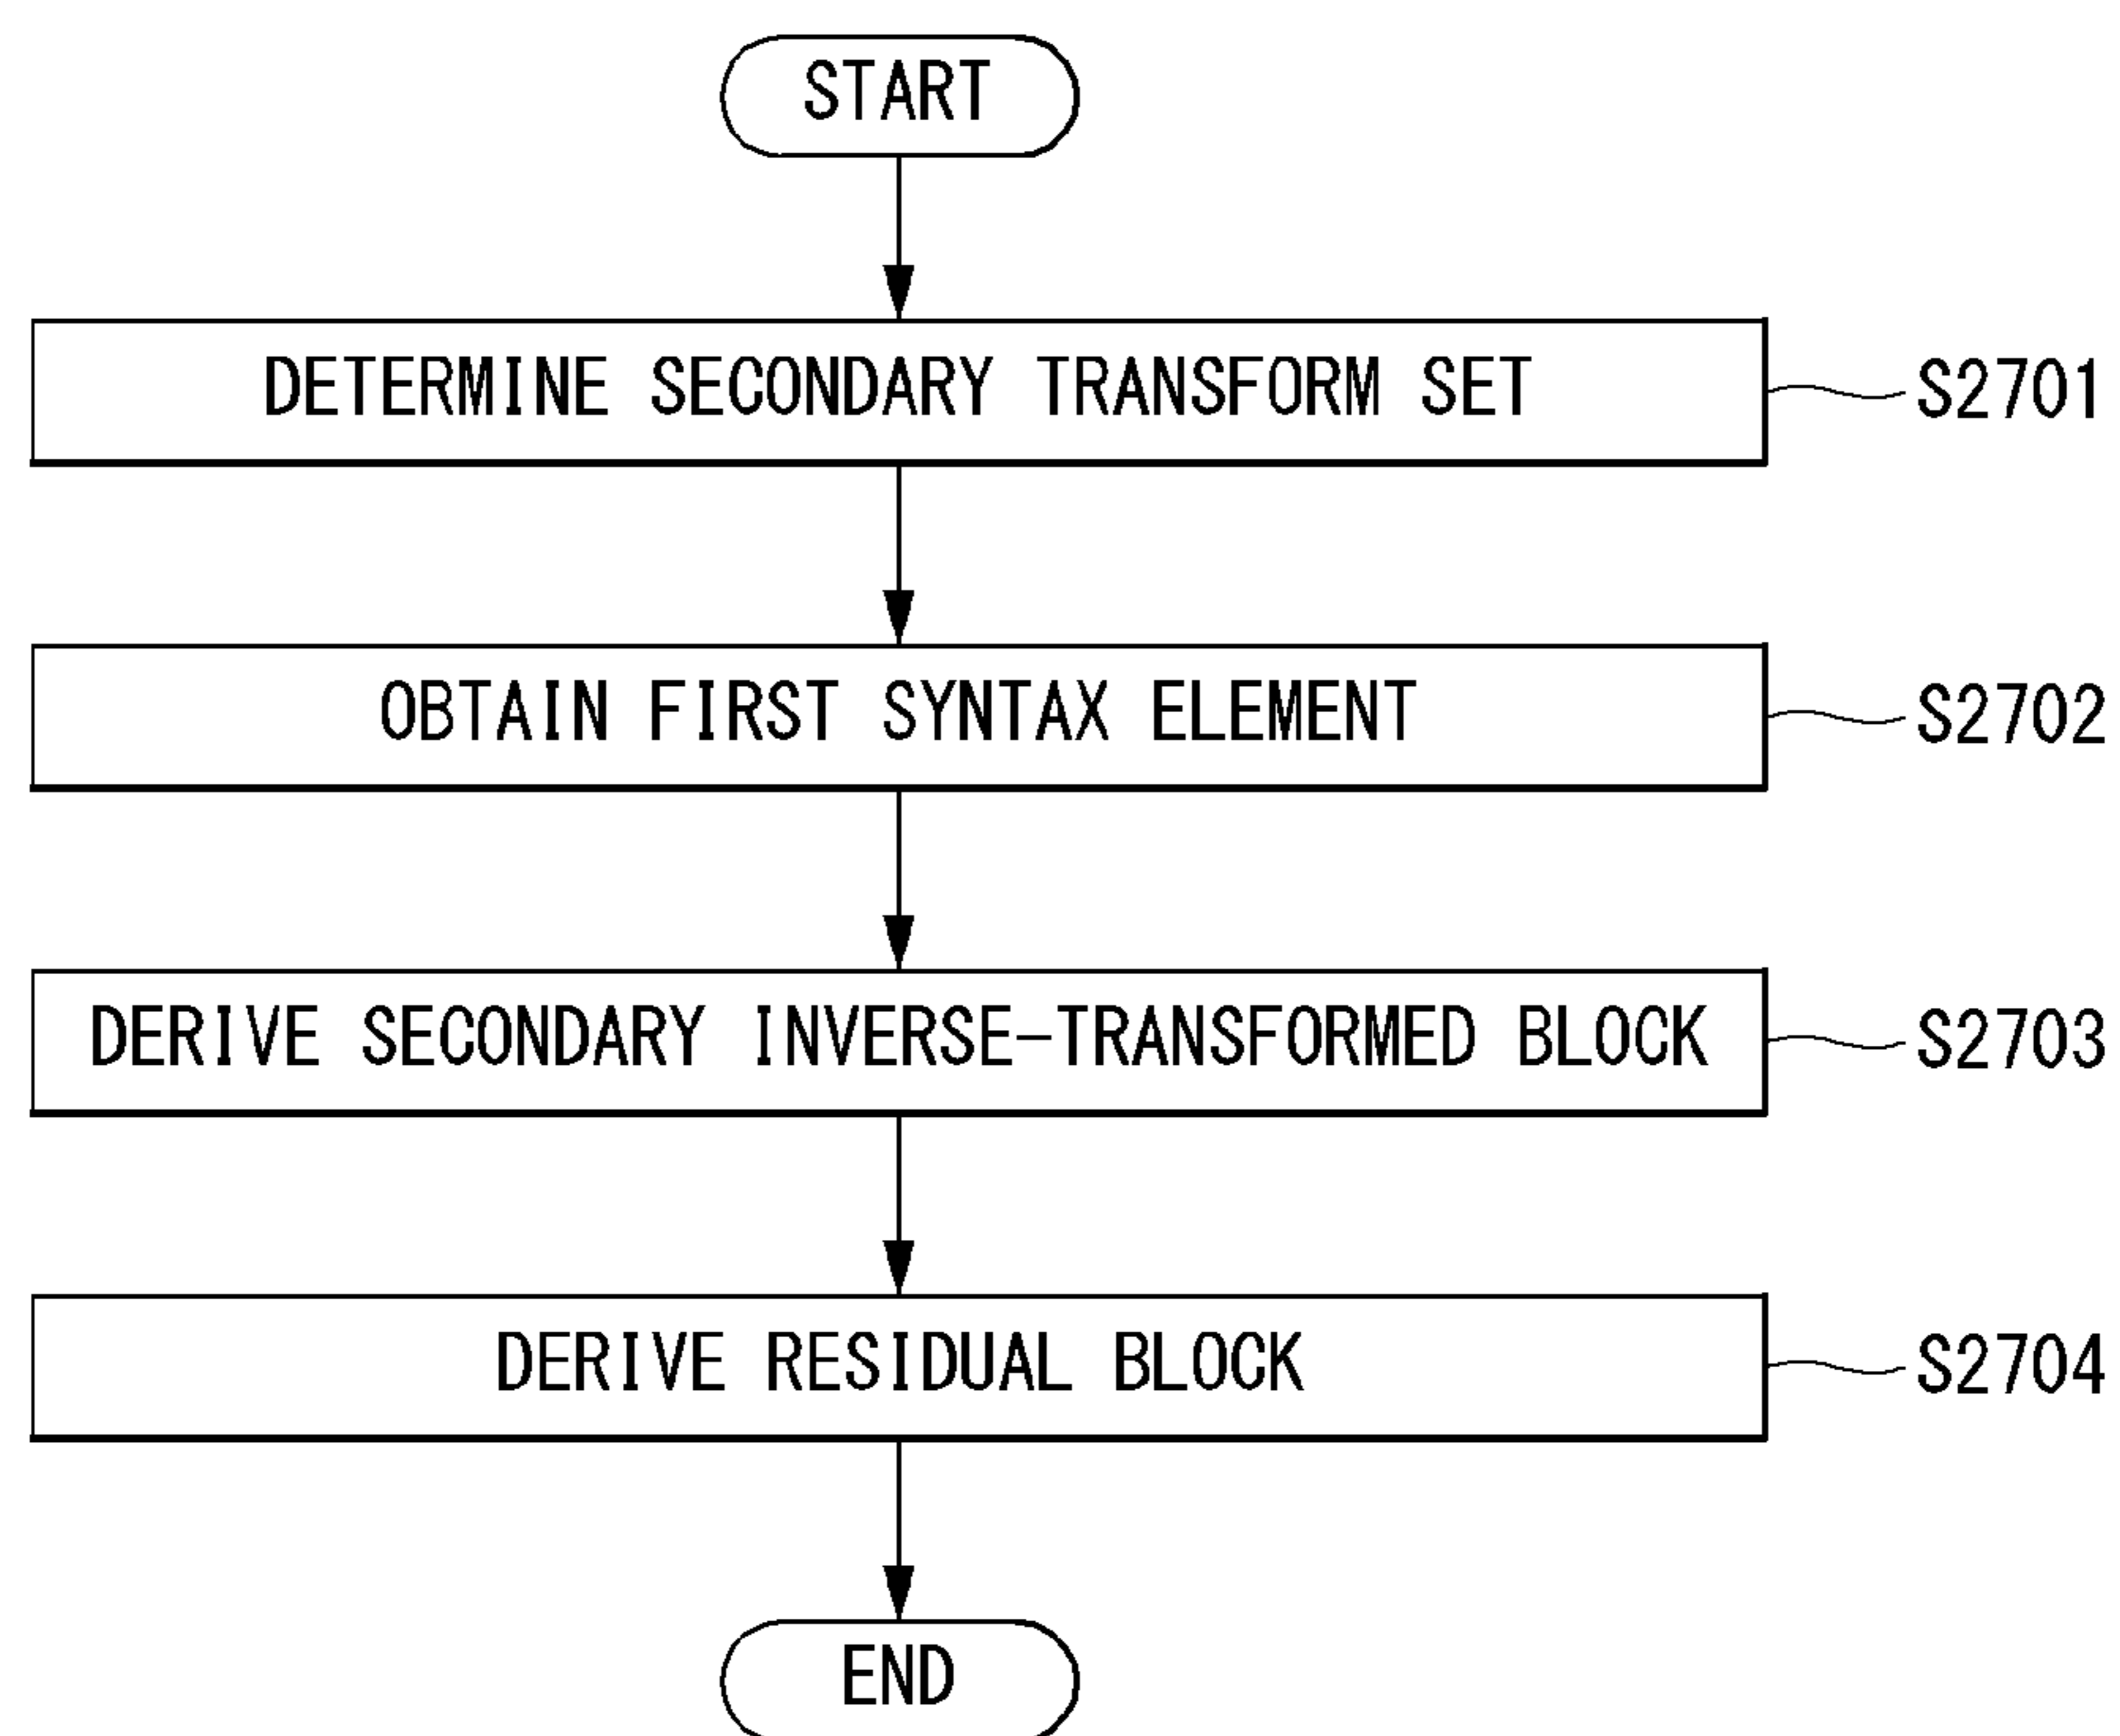 START
DETERMINE SECONDARY TRANSFORM SET
S2701
OBTAIN FIRST SYNTAX ELEMENT
S2702
DERIVE SECONDARY INVERSE-TRANSFORMED BLOCK
S2703
DERIVE RESIDUAL BLOCK
S2704
END